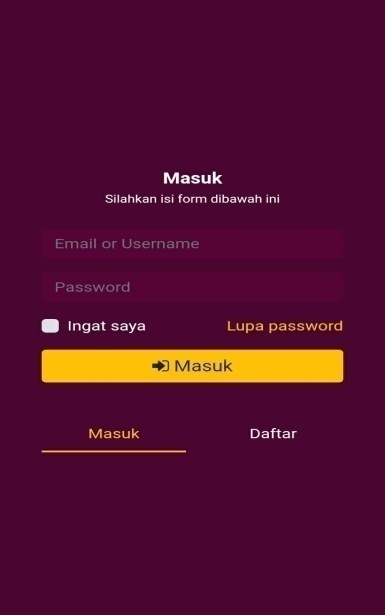 Masuk
Silahkan isi form dibawah ini
Email or Username
Password
Ingat saya Lupa password
Masuk
Masuk Daftar